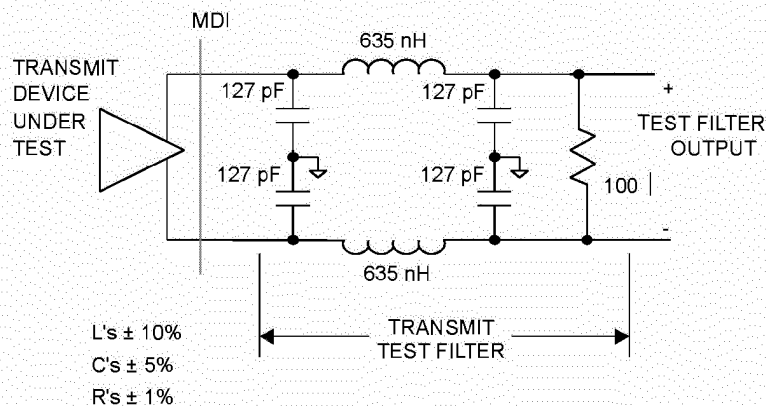 MDI
635 nH
TRANSMIT
DEVICE
UNDER
TEST
127 pF
127 pF
+
TEST FILTER
OUTPUT
127 pF
127 pF
100
-
635 nH
L's ± 10%
C's ± 5%
R's ± 1%
TRANSMIT
TEST FILTER